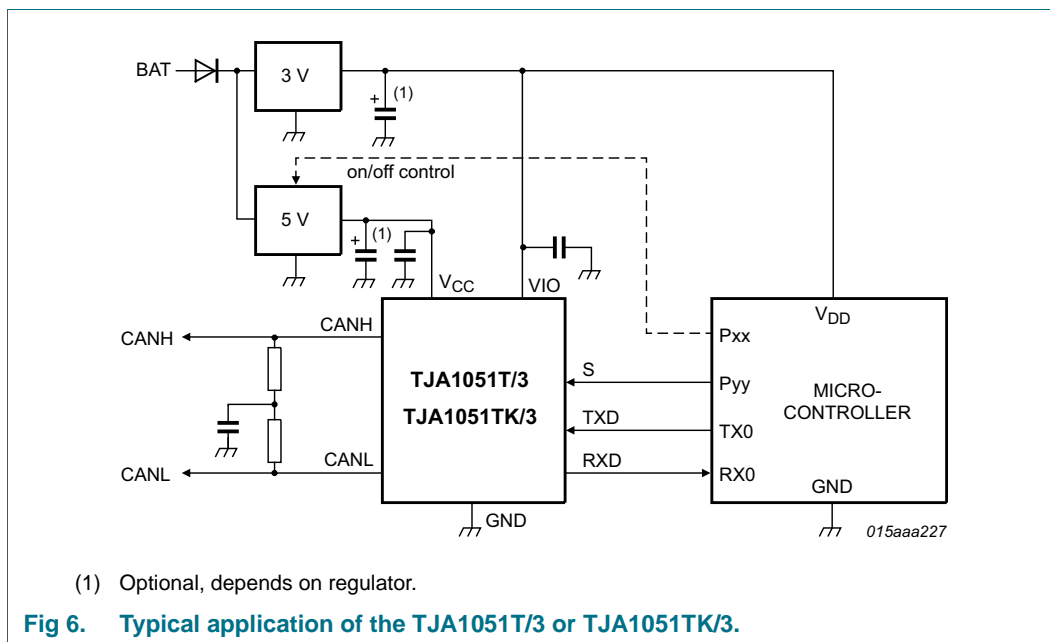 BAT
3 V
+
(1)
on/off control
5 V
+
(1)
VCC
VIO
VDD
CANH
CANH
Pxx
TJA1051T/3
S
Pyy
MICRO-
CONTROLLER
TJA1051TK/3
TXD
TX0
CANL
CANL
RXD
RX0
GND
GND
015aaa227
(1) Optional, depends on regulator.
Fig 6. Typical application of the TJA1051T/3 or TJA1051TK/3.